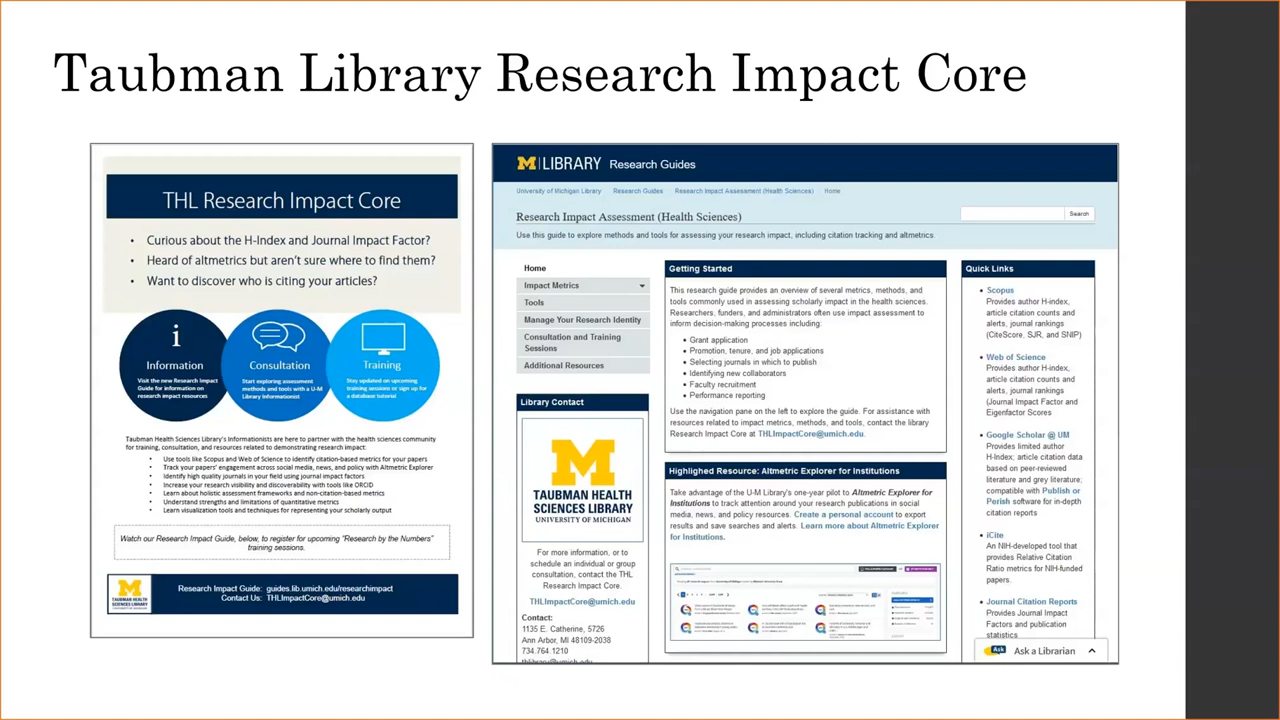 Taubman Library Research Impact Core
THL Research Impact Core
• Curious about the H-Index and Journal Impact Factor?
• Heard of altmetrics but aren't sure where to find them?
• Want to discover who is citing your articles?
i
Information
Visit the new Research Impact
Guide for information on
research impact resources
Consultation
Start exploring assessment
methods and tools with a U-M
Library Informationist
Training
Stay updated on upcoming
training sessions or sign up for
a database tutorial
Taubman Health Sciences Library's Informationists are here to partner with the health sciences community
for training, consultation, and resources related to demonstrating research impact:
• Use tools like Scopus and Web of Science to identify citation-based metrics for your papers
• Track your papers' engagement across social media, news, and policy with Altmetric Explorer
• Identify high quality journals in your field using journal impact factors
• Increase your research visibility and discoverability with tools like ORCID
• Learn about holistic assessment frameworks and non-citation-based metrics
• Understand strengths and limitations of quantitative metrics
• Learn visualization tools and techniques for representing your scholarly output
Watch our Research Impact Guide, below, to register for upcoming "Research by the Numbers"
training sessions.
M
TAUBMAN HEALTH
SCIENCES LIBRARY
Research Impact Guide: guides.lib.umich.edu/researchimpact
Contact Us: THLImpactCore@umich.edu
M LIBRARY Research Guides
University of Michigan Library Research Guides Research Impact Assessment (Health Sciences) Home
Research Impact Assessment (Health Sciences)
Search
Use this guide to explore methods and tools for assessing your research impact, including citation tracking and altmetrics.
Home
Impact Metrics
Tools
Manage Your Research Identity
Consultation and Training
Sessions
Additional Resources
Library Contact
M
TAUBMAN HEALTH
SCIENCES LIBRARY
UNIVERSITY OF MICHIGAN
For more information, or to
schedule an individual or group
consultation, contact the THL
Research Impact Core.
THLImpactCore@umich.edu
Contact:
1135 E. Catherine, 5726
Ann Arbor, MI 48109-2038
734.764.1210
thlibrary@umich.edu
Getting Started
This research guide provides an overview of several metrics, methods, and
tools commonly used in assessing scholarly impact in the health sciences.
Researchers, funders, and administrators often use impact assessment to
inform decision-making processes including:
• Grant application
• Promotion, tenure, and job applications
• Selecting journals in which to publish
• Identifying new collaborators
• Faculty recruitment
• Performance reporting
Use the navigation pane on the left to explore the guide. For assistance with
resources related to impact metrics, methods, and tools, contact the library
Research Impact Core at THLImpactCore@umich.edu.
Highlighed Resource: Altmetric Explorer for Institutions
Take advantage of the U-M Library's one-year pilot to Altmetric Explorer for
Institutions to track attention around your research publications in social
media, news, and policy resources. Create a personal account to export
results and save searches and alerts. Learn more about Altmetric Explorer
for Institutions.
Quick Links
• Scopus
Provides author H-index,
article citation counts and
alerts, journal rankings
(CiteScore, SJR, and SNIP)
• Web of Science
Provides author H-index,
article citation counts and
alerts, journal rankings
(Journal Impact Factor and
Eigenfactor Scores
• Google Scholar @ UM
Provides limited author
H-Index; article citation data
based on peer-reviewed
literature and grey literature;
compatible with Publish or
Perish software for in-depth
citation reports
• iCite
An NIH-developed tool that
provides Relative Citation
Ratio metrics for NIH-funded
papers.
• Journal Citation Reports
Provides Journal Impact
Factors and publication
statistics
Ask
Ask a Librarian